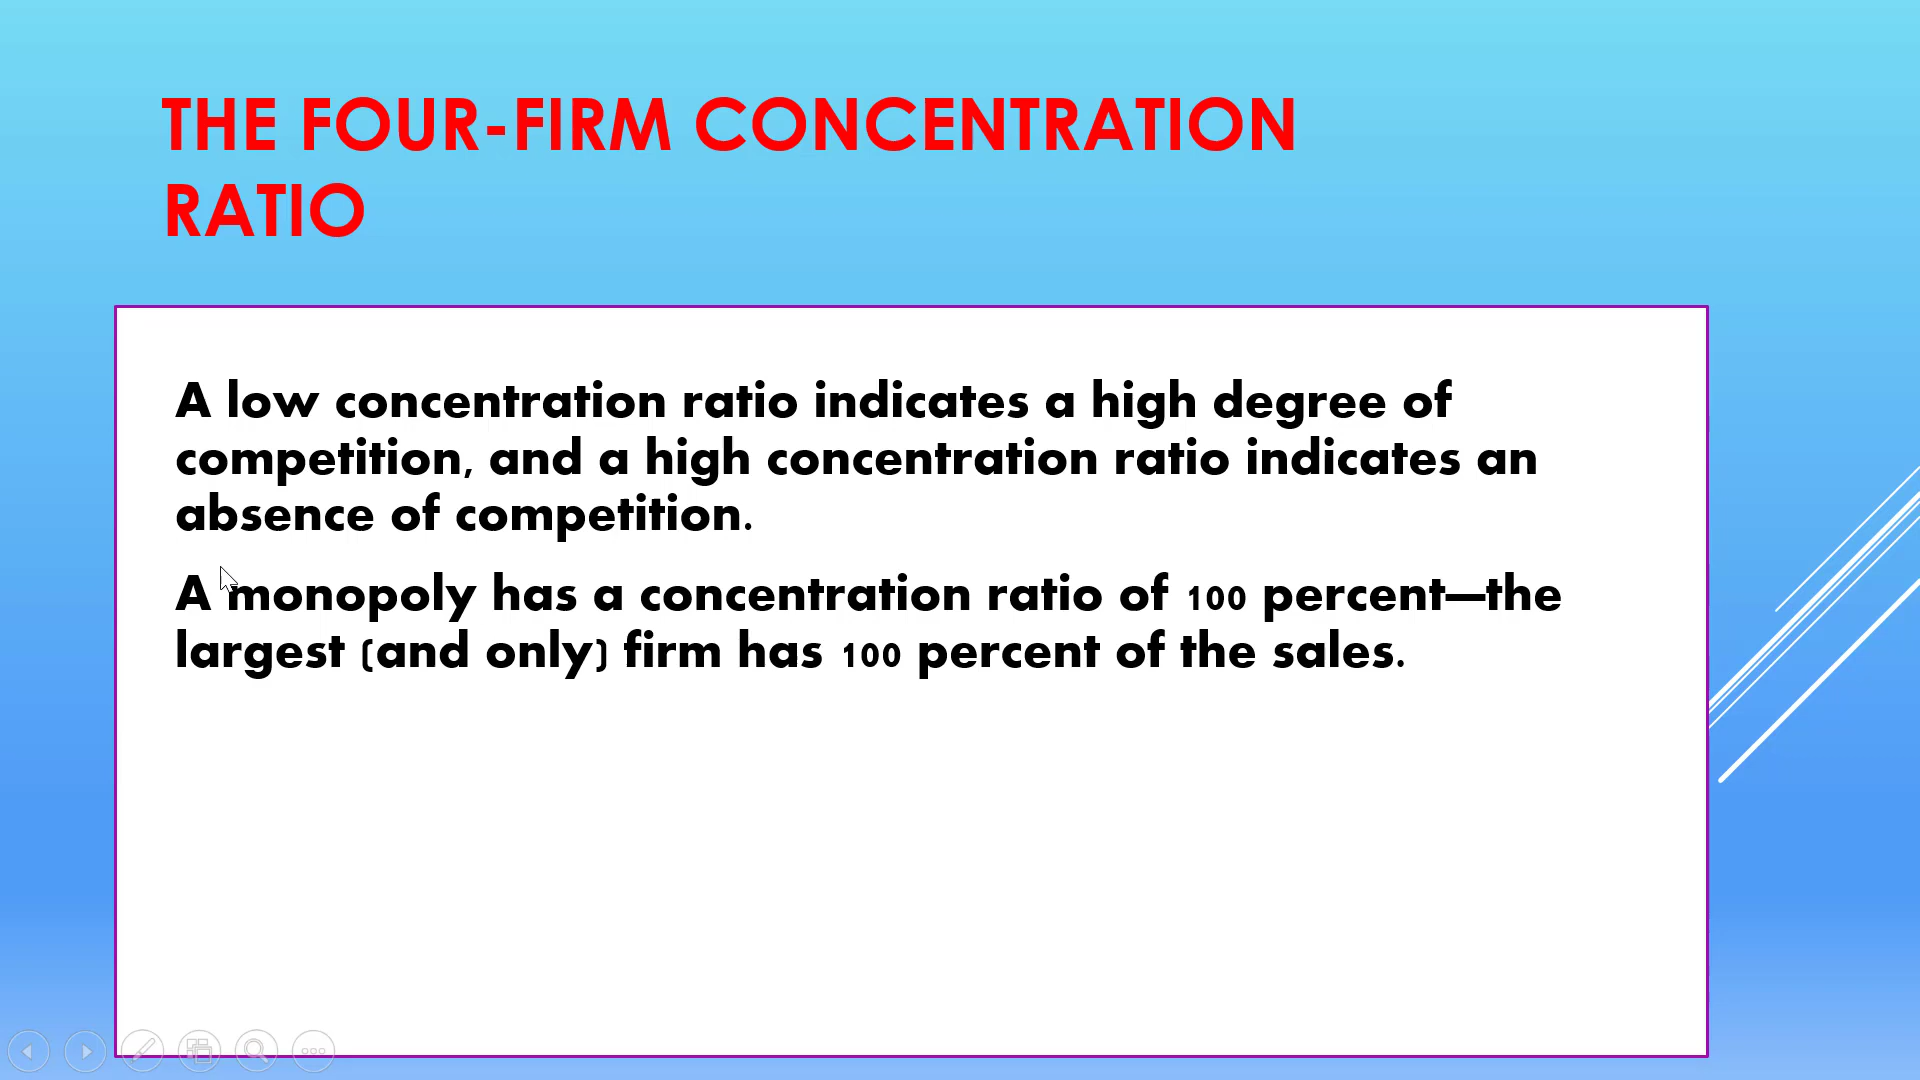 THE FOUR-FIRM CONCENTRATION
RATIO
A low concentration ratio indicates a high degree of
competition, and a high concentration ratio indicates an
absence of competition.
A monopoly has a concentration ratio of 100 percent—the
largest (and only) firm has 100 percent of the sales.